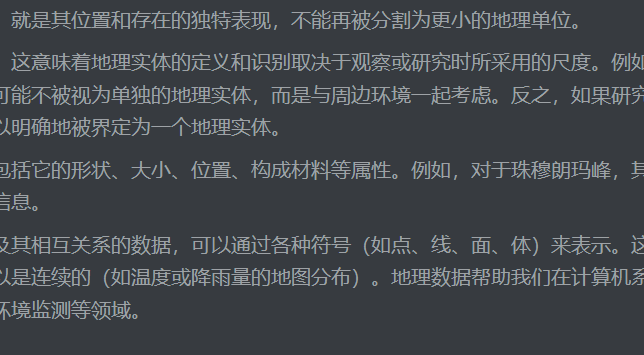 就是其位置和存在的独特表现，不能再被分割为更小的地理单位。
这意味着地理实体的定义和识别取决于观察或研究时所采用的尺度。例如
可能不被视为单独的地理实体，而是与周边环境一起考虑。反之，如果研究
以明确地被界定为一个地理实体。
包括它的形状、大小、位置、构成材料等属性。例如，对于珠穆朗玛峰，其
信息。
及其相互关系的数据，可以通过各种符号（如点、线、面、体）来表示。这
以是连续的（如温度或降雨量的地图分布）。地理数据帮助我们在计算机系
环境监测等领域。